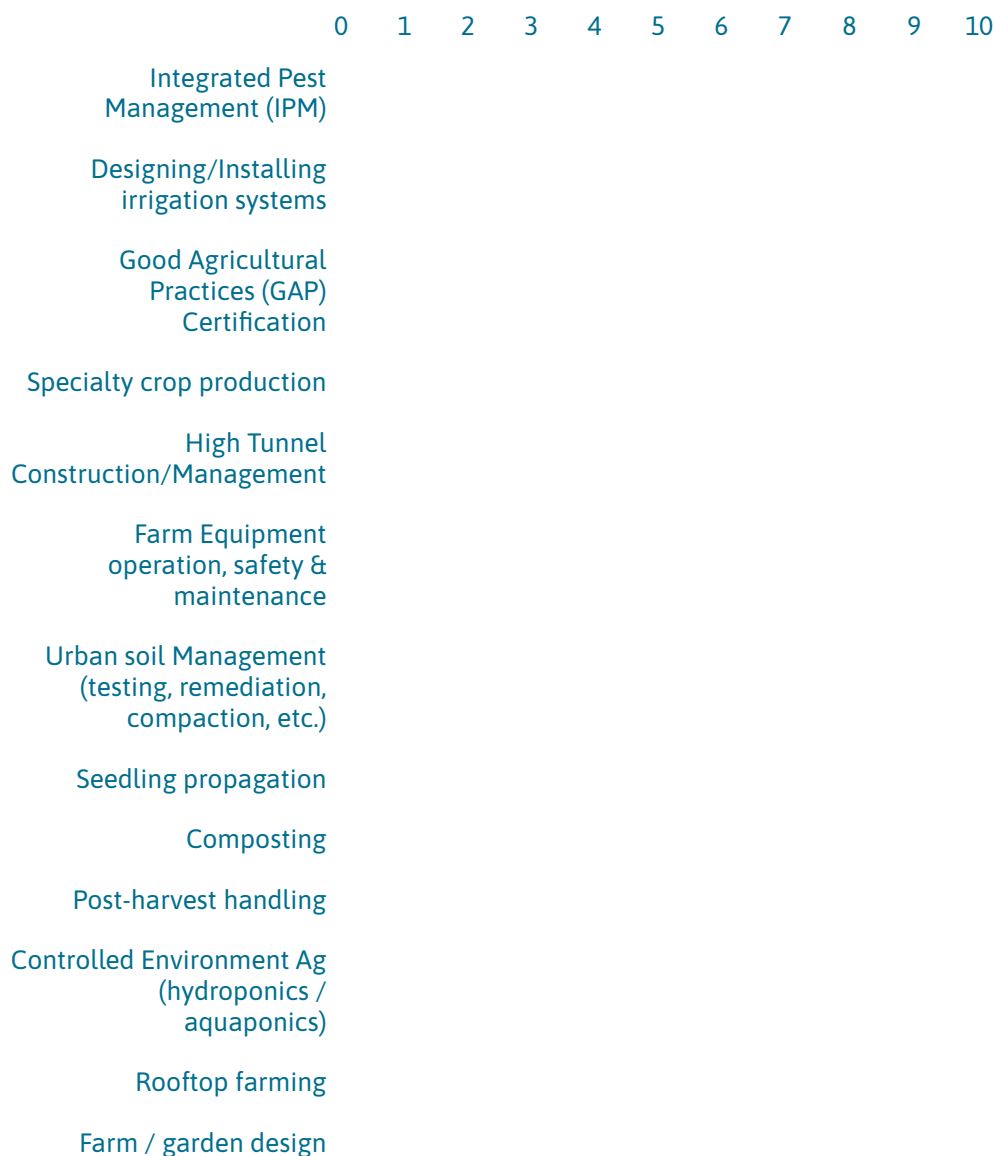 0 1 2 3 4 5 6 7 8 9 10
Integrated Pest
Management (IPM)
Designing/Installing
irrigation systems
Good Agricultural
Practices (GAP)
Certification
Specialty crop production
High Tunnel
Construction/Management
Farm Equipment
operation, safety &
maintenance
Urban soil Management
(testing, remediation,
compaction, etc.)
Seedling propagation
Composting
Post-harvest handling
Controlled Environment Ag
(hydroponics /
aquaponics)
Rooftop farming
Farm / garden design